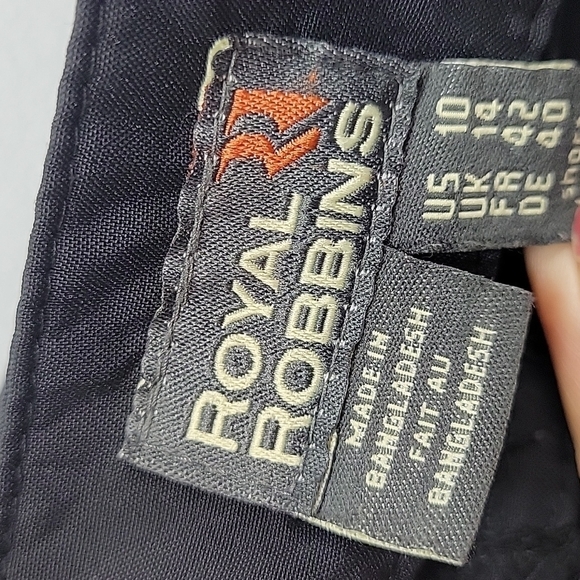 ROYAL
ROBBINS
US 10
UK 14
FR 42
DE 40
MADE IN
BANGLADESH
FAIT AU
BANGLADESH